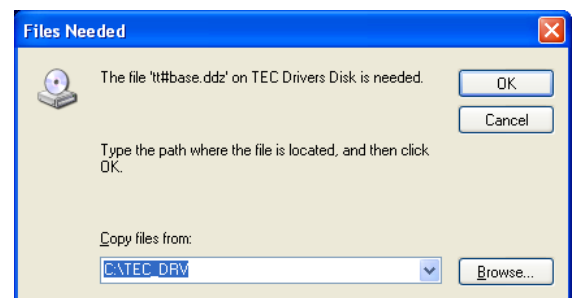 Files Needed
The file 'tt#base.ddz' on TEC Drivers Disk is needed.
OK
Cancel
Type the path where the file is located, and then click
OK.
Copy files from:
C:\TEC_DRV
Browse...